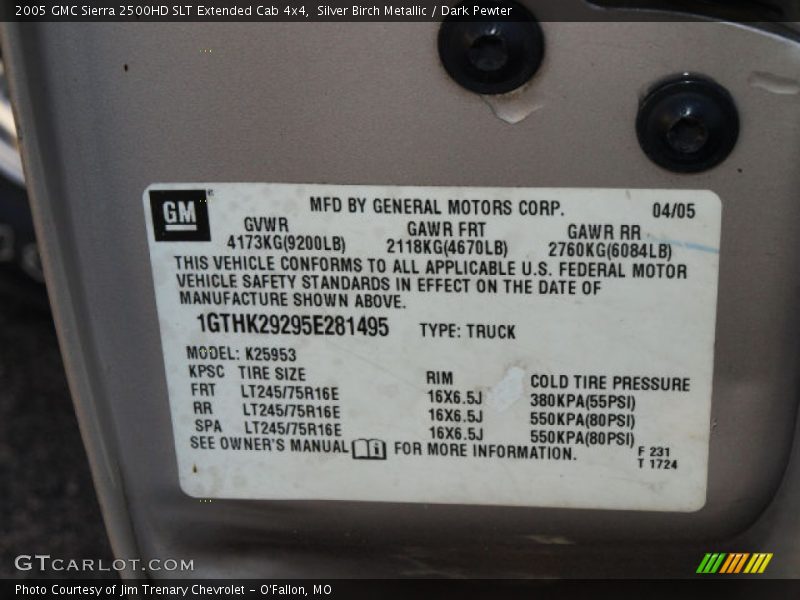 2005 GMC Sierra 2500HD SLT Extended Cab 4x4,  Silver Birch Metallic / Dark Pewter
GM MFD BY GENERAL MOTORS CORP. 04/05
GVWR GAWR FRT GAWR RR
4173KG(9200LB) 2118KG(4670LB) 2760KG(6084LB)
THIS VEHICLE CONFORMS TO ALL APPLICABLE U.S. FEDERAL MOTOR
VEHICLE SAFETY STANDARDS IN EFFECT ON THE DATE OF
MANUFACTURE SHOWN ABOVE.
1GTHK29295E281495 TYPE: TRUCK
MODEL: K25953
KPSC TIRE SIZE RIM COLD TIRE PRESSURE
FRT LT245/75R16E 16X6.5J 380KPA(55PSI)
RR LT245/75R16E 16X6.5J 550KPA(80PSI)
SPA LT245/75R16E 16X6.5J 550KPA(80PSI)
SEE OWNER'S MANUAL FOR MORE INFORMATION.
F 231
T 1724
GTCARLOT.COM
Photo Courtesy of Jim Trenary Chevrolet - O'Fallon, MO